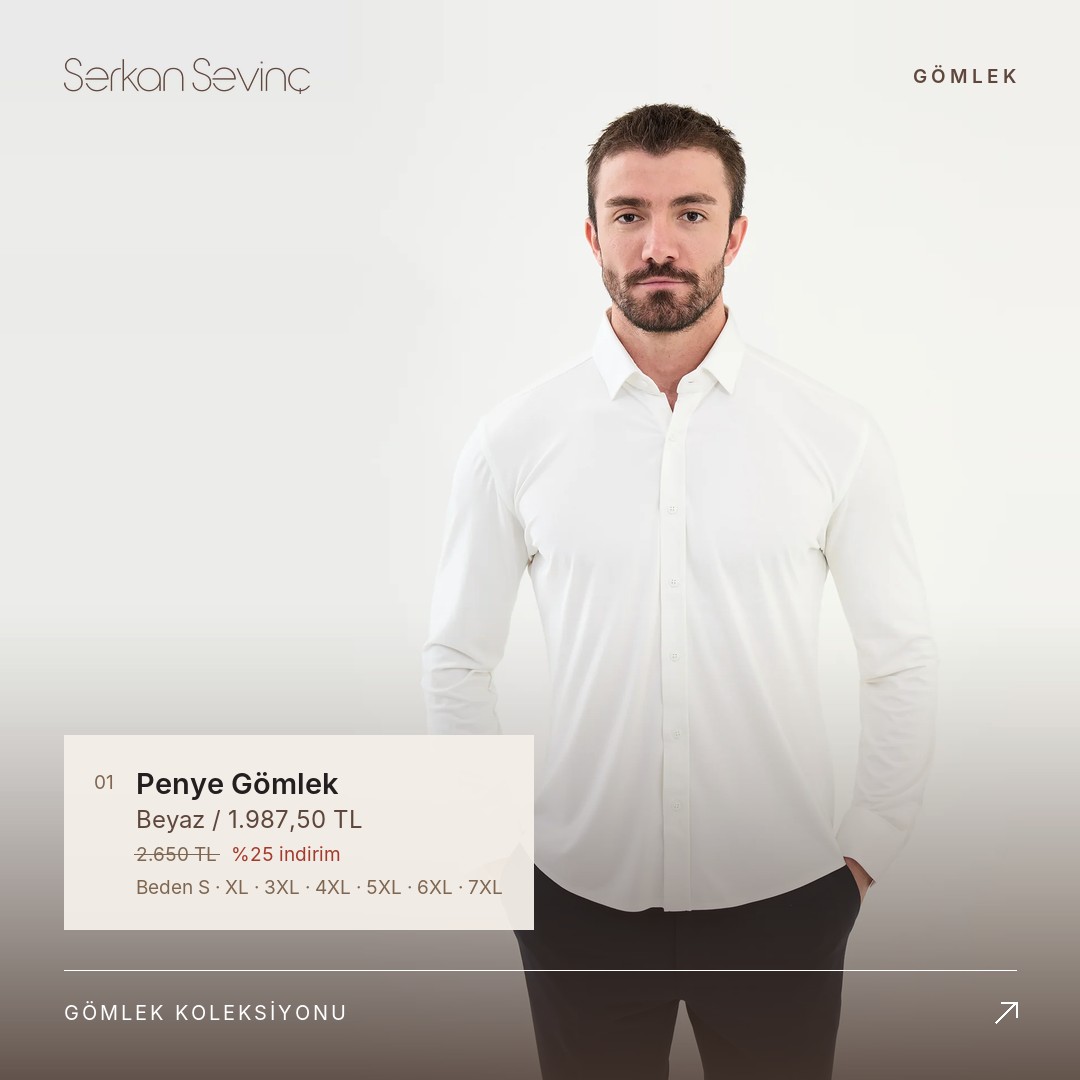 Serkan Sevinç
GÖMLEK
01 Penye Gömlek
Beyaz / 1.987,50 TL
2.650 TL %25 indirim
Beden S · XL · 3XL · 4XL · 5XL · 6XL · 7XL
GÖMLEK KOLEKSİYONU